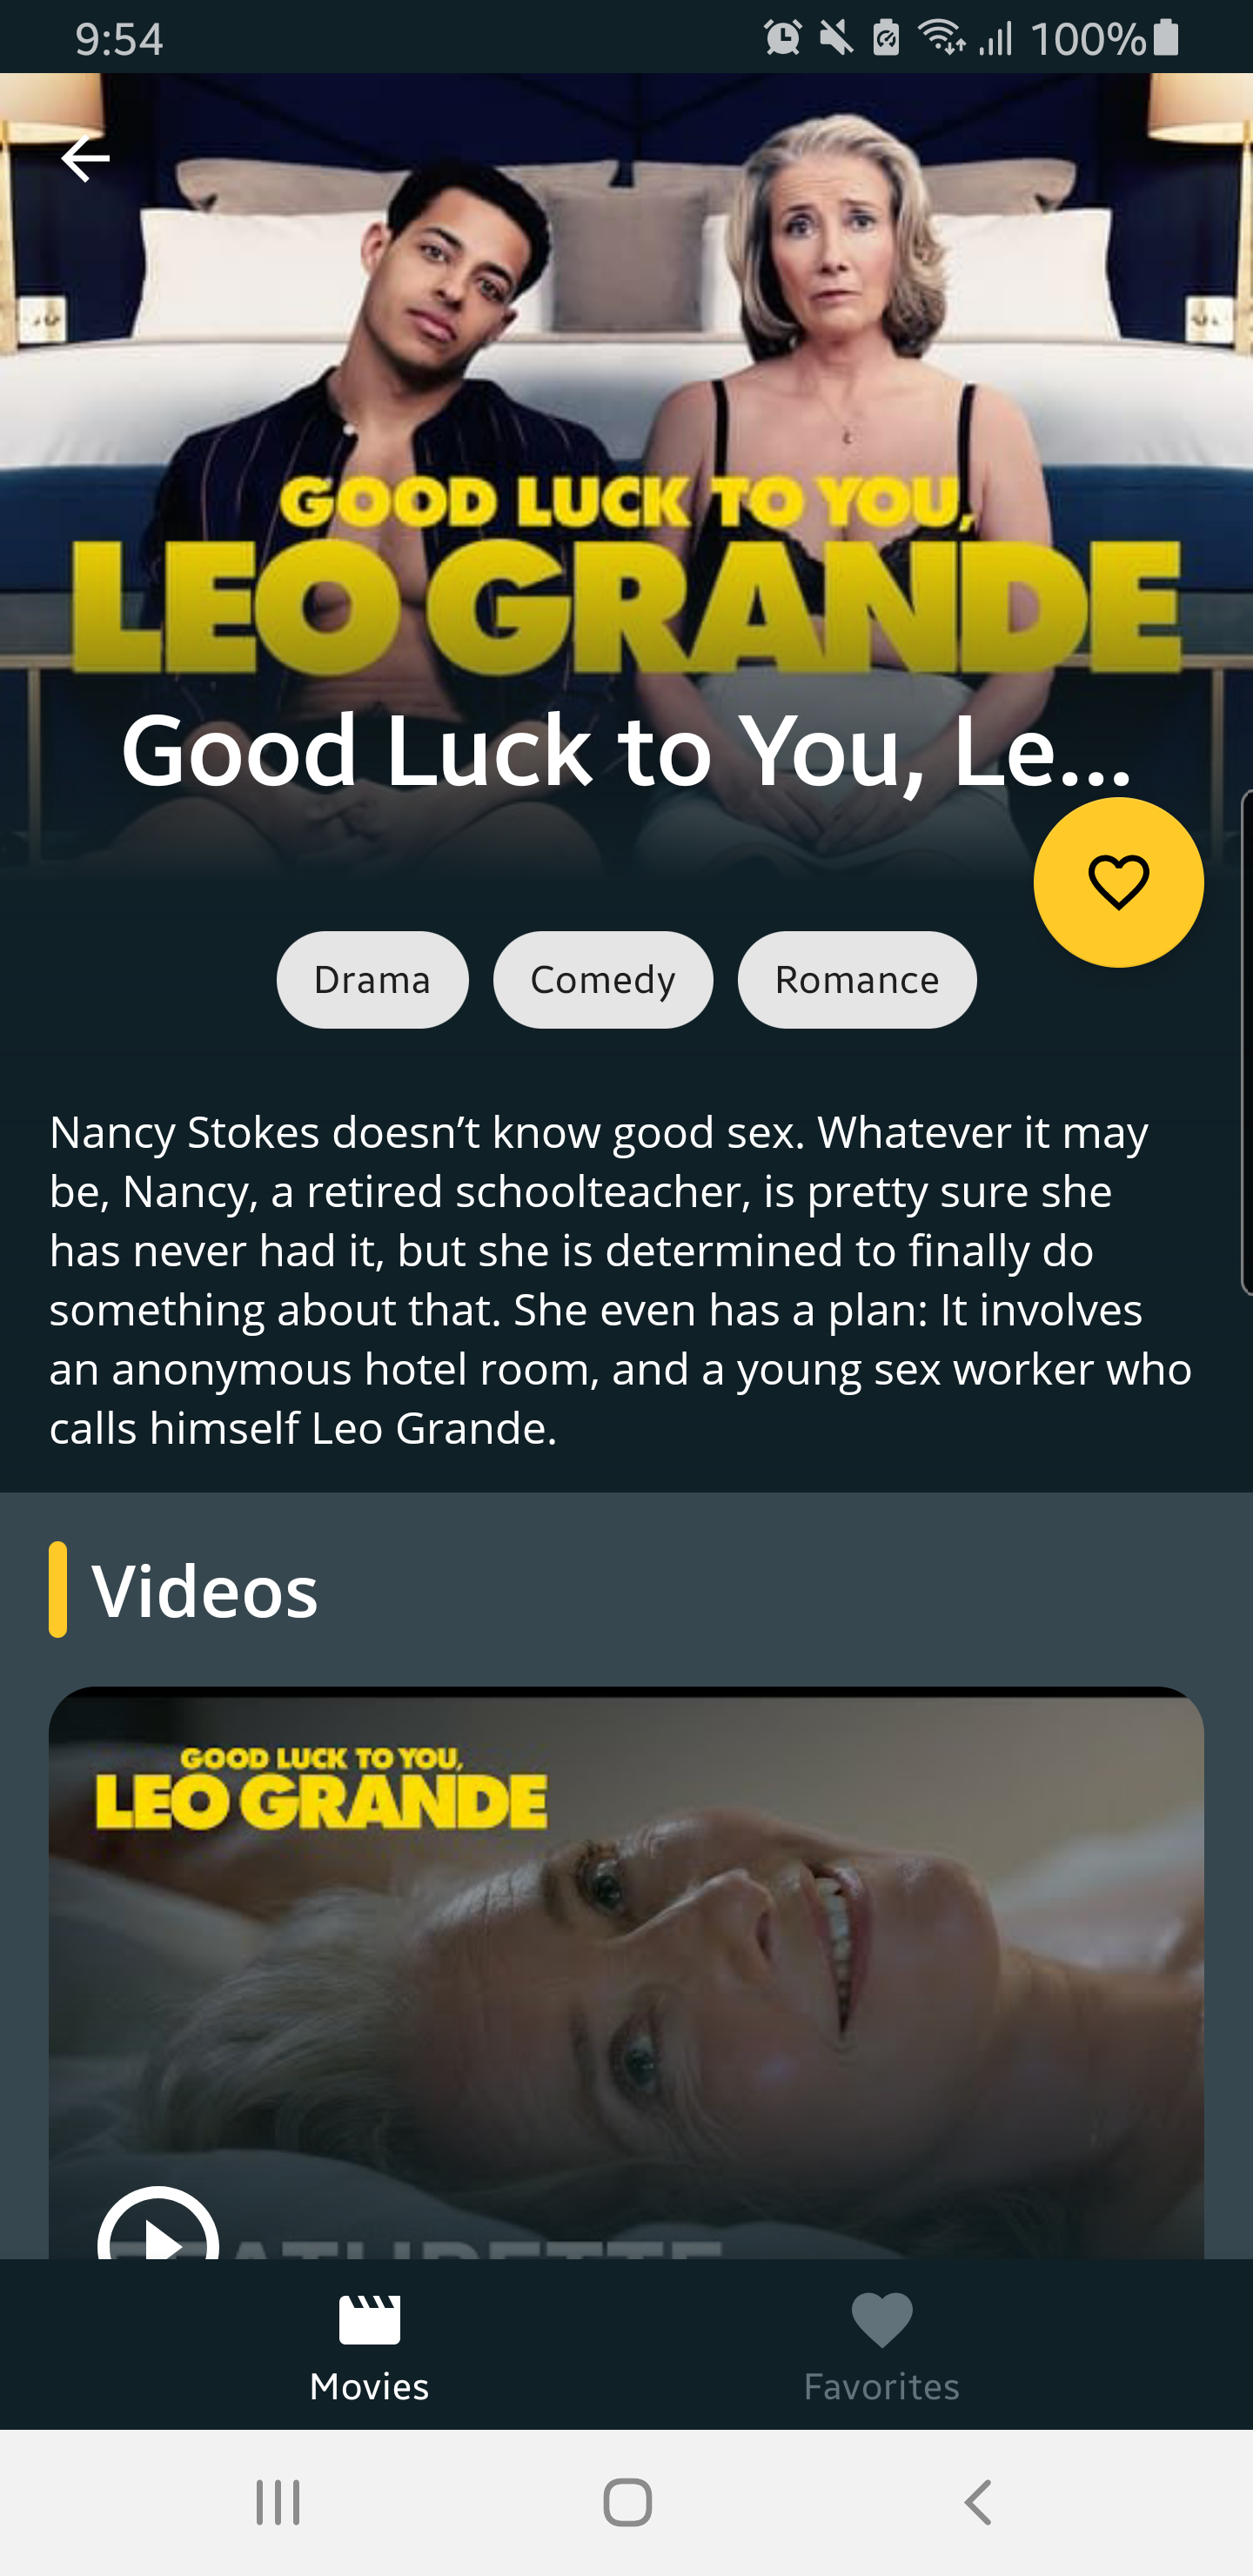 9:54
100%
GOOD LUCK TO YOU,
LEO GRANDE
Good Luck to You, Le...
Drama Comedy Romance
Nancy Stokes doesn’t know good sex. Whatever it may
be, Nancy, a retired schoolteacher, is pretty sure she
has never had it, but she is determined to finally do
something about that. She even has a plan: It involves
an anonymous hotel room, and a young sex worker who
calls himself Leo Grande.
Videos
GOOD LUCK TO YOU,
LEO GRANDE
Movies Favorites